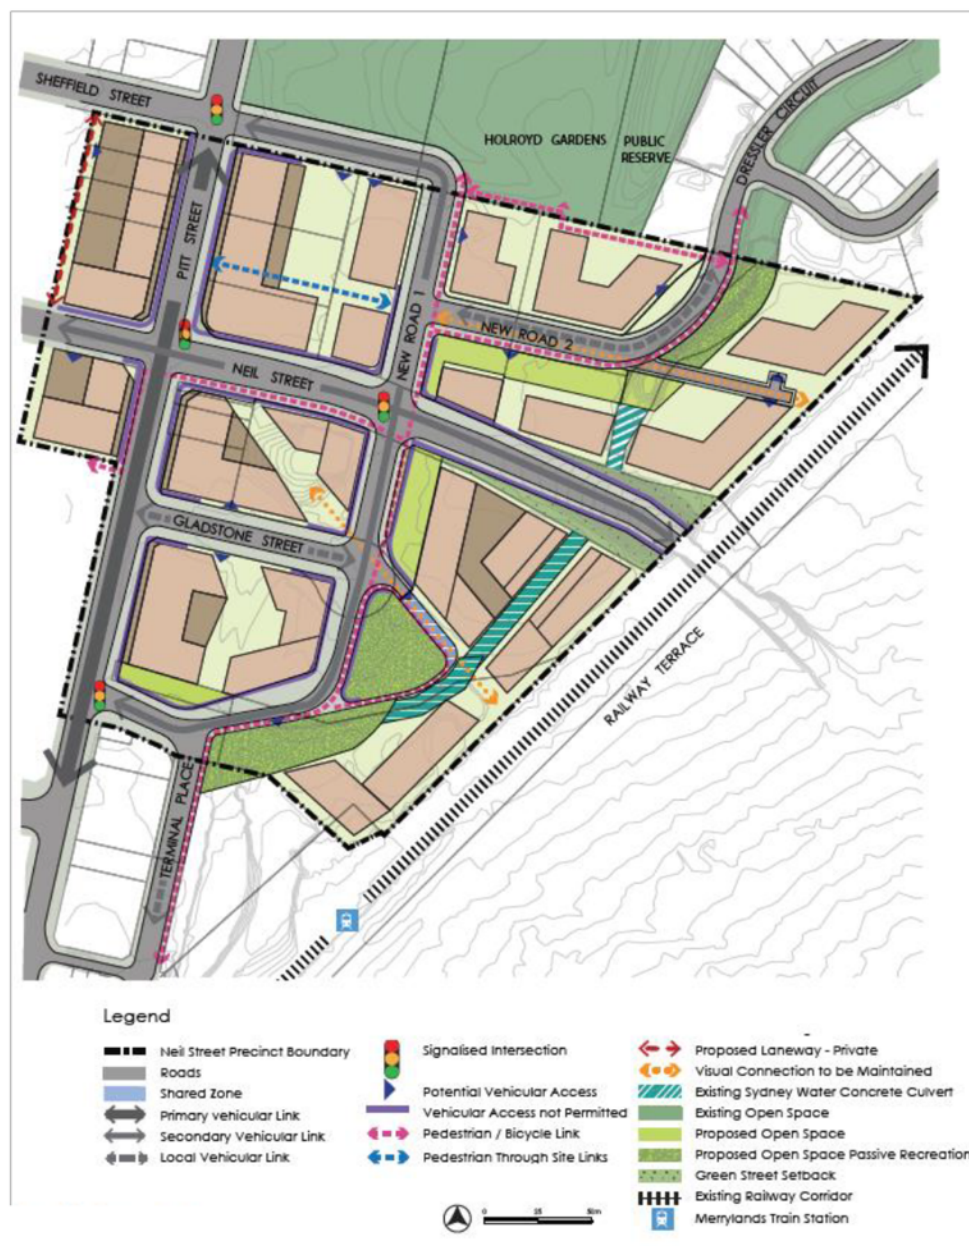 SHEFFIELD STREET
HOLROYD GARDENS PUBLIC
RESERVE
DRESSLER CIRCUIT
PITT STREET
NEW ROAD 1
NEW ROAD 2
NEIL STREET
GLADSTONE STREET
RAILWAY TERRACE
TERMINAL PLACE
Legend
Neil Street Precinct Boundary
Roads
Shared Zone
Primary vehicular Link
Secondary Vehicular Link
Local Vehicular Link
Signalised Intersection
Potential Vehicular Access
Vehicular Access not Permitted
Pedestrian / Bicycle Link
Pedestrian Through Site Links
Proposed Laneway - Private
Visual Connection to be Maintained
Existing Sydney Water Concrete Culvert
Existing Open Space
Proposed Open Space
Proposed Open Space Passive Recreation
Green Street Setback
Existing Railway Corridor
Merrylands Train Station
0 25 50m